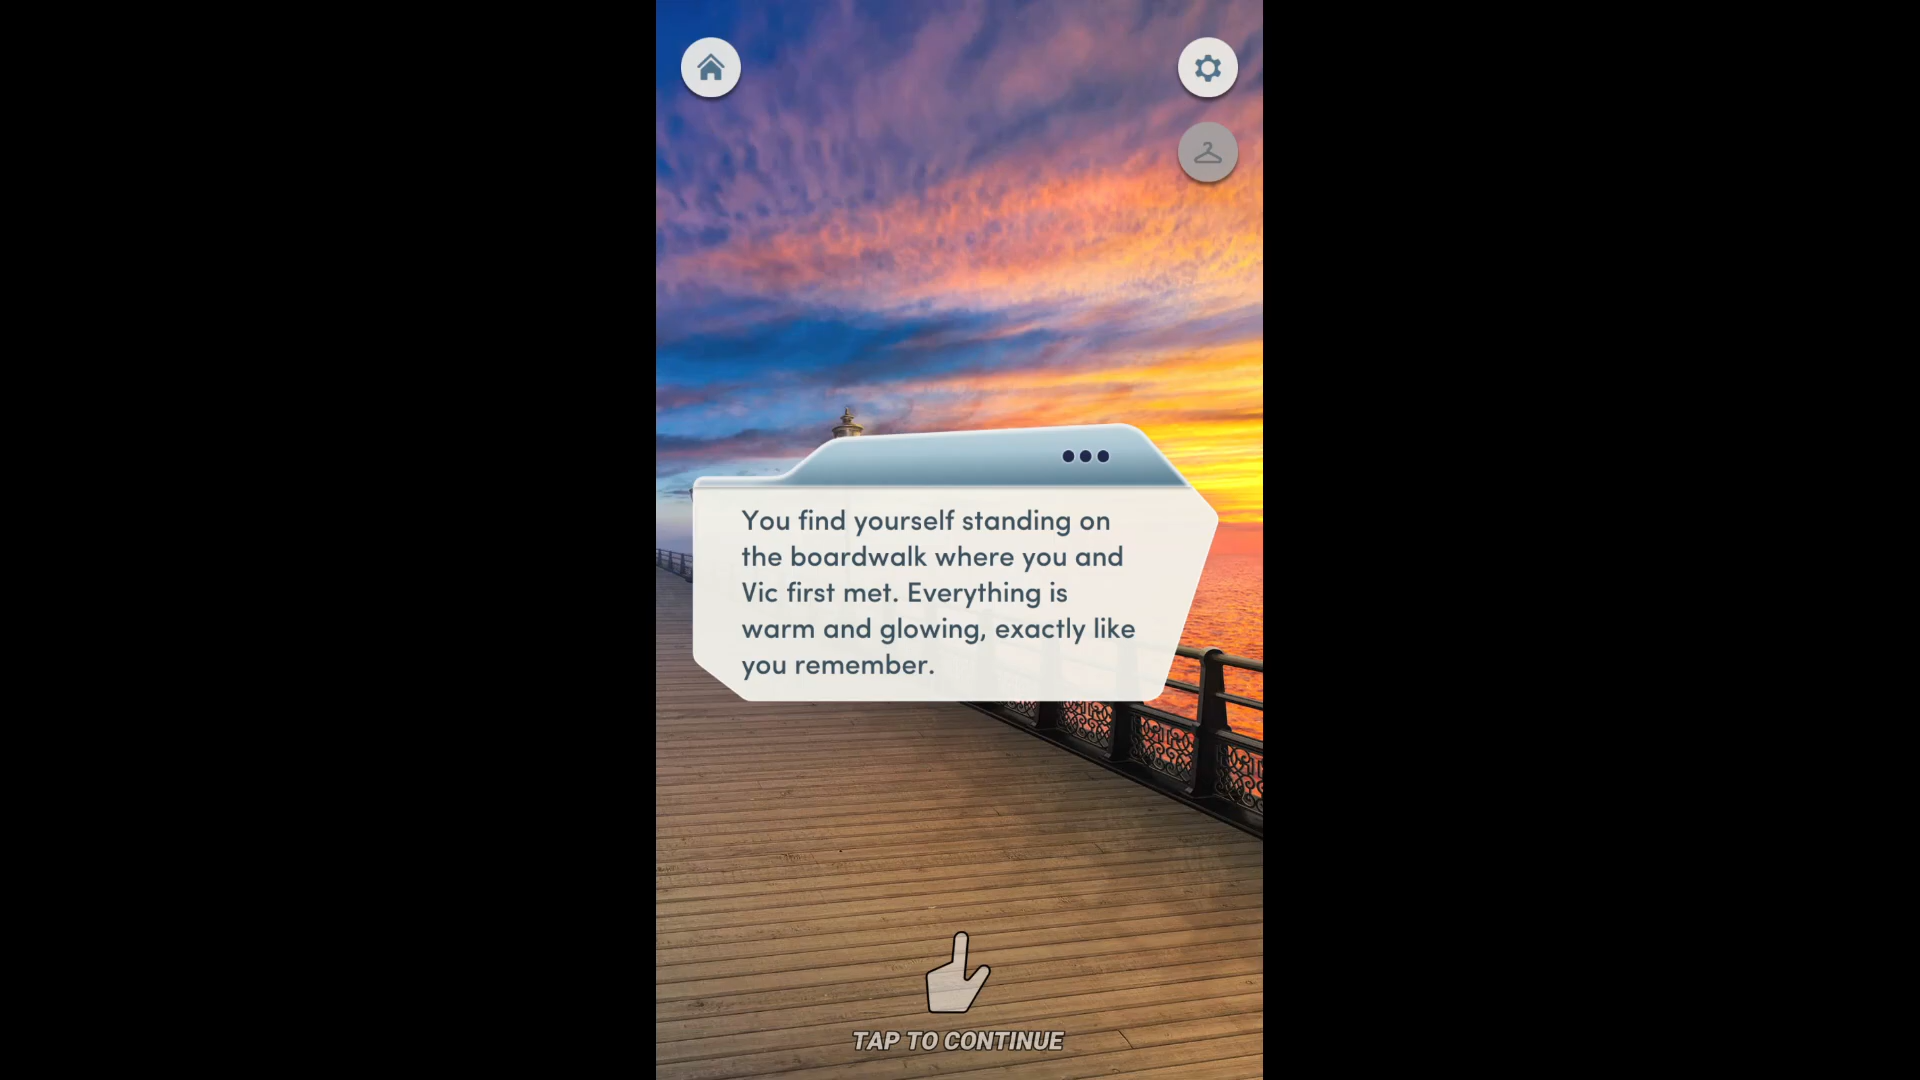 You find yourself standing on
the boardwalk where you and
Vic first met. Everything is
warm and glowing, exactly like
you remember.
TAP TO CONTINUE